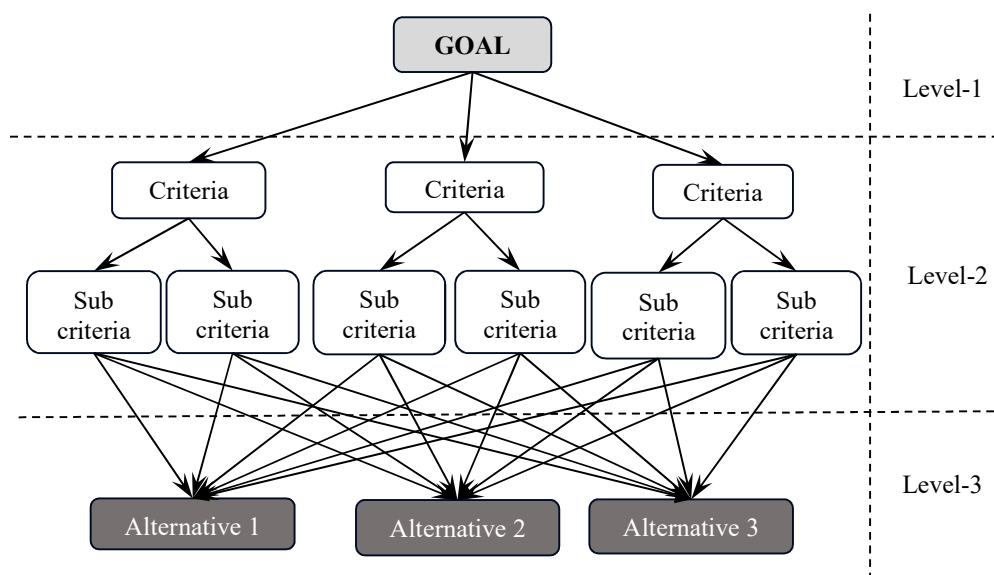 GOAL
Level-1
Criteria
Criteria
Criteria
Level-2
Sub
criteria
Sub
criteria
Sub
criteria
Sub
criteria
Sub
criteria
Sub
criteria
Level-3
Alternative 1
Alternative 2
Alternative 3